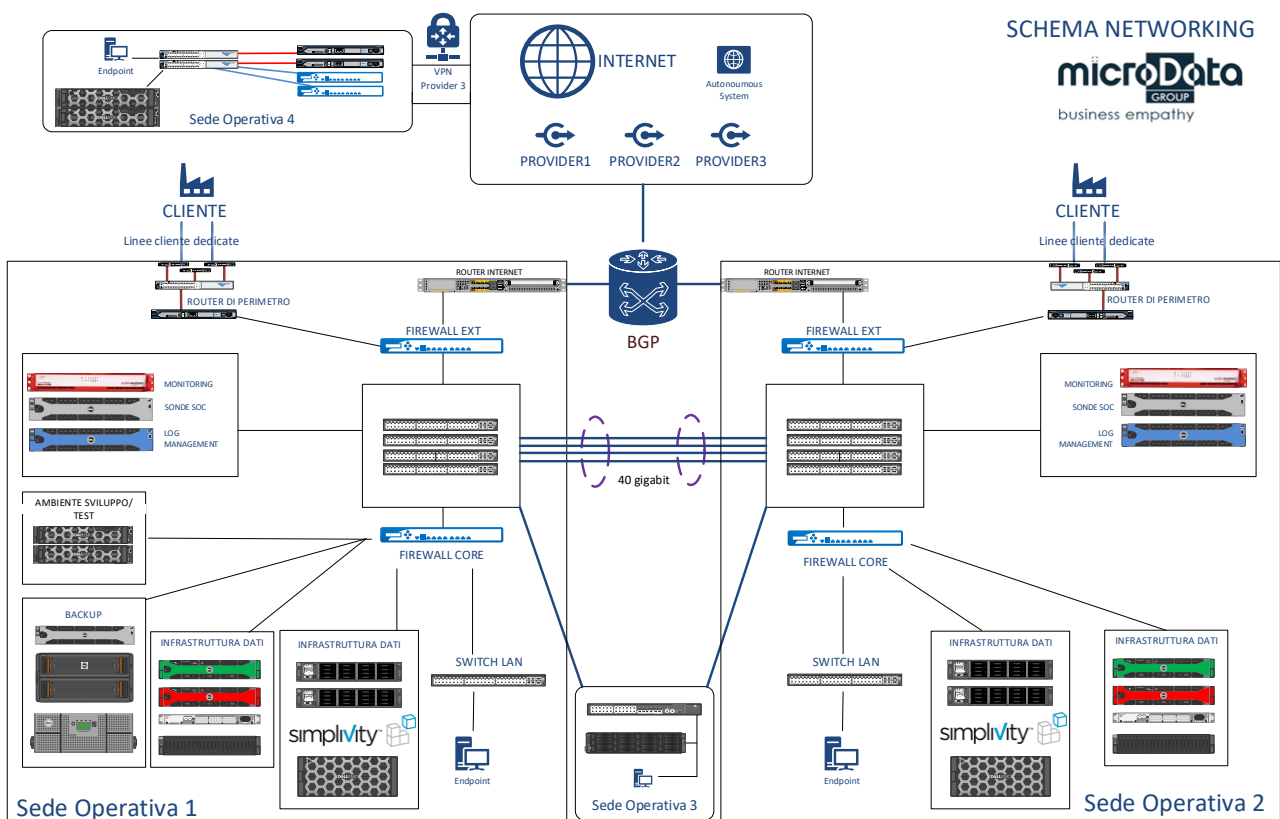 SCHEMA NETWORKING
microData
GROUP
business empathy
Endpoint
Sede Operativa 4
VPN
Provider 3
INTERNET
Autonoumous
System
PROVIDER1
PROVIDER2
PROVIDER3
CLIENTE
Linee cliente dedicate
ROUTER DI PERIMETRO
ROUTER INTERNET
FIREWALL EXT
BGP
ROUTER INTERNET
FIREWALL EXT
CLIENTE
Linee cliente dedicate
ROUTER DI PERIMETRO
MONITORING
SONDE SOC
LOG
MANAGEMENT
40 gigabit
MONITORING
SONDE SOC
LOG
MANAGEMENT
AMBIENTE SVILUPPO/
TEST
FIREWALL CORE
FIREWALL CORE
BACKUP
INFRASTRUTTURA DATI
INFRASTRUTTURA DATI
simplivity™
SWITCH LAN
Endpoint
Sede Operativa 1
Sede Operativa 3
SWITCH LAN
Endpoint
INFRASTRUTTURA DATI
simplivity™
INFRASTRUTTURA DATI
Sede Operativa 2